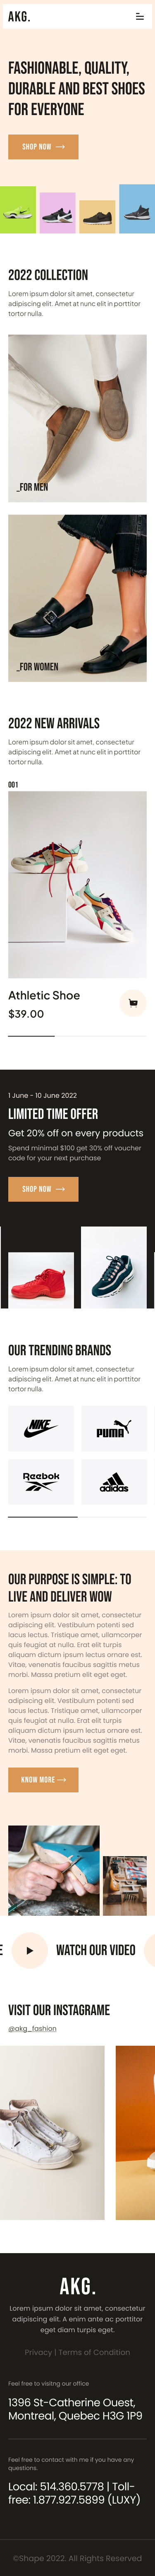 AKG.
FASHIONABLE, QUALITY,
DURABLE AND BEST SHOES
FOR EVERYONE
SHOP NOW
2022 COLLECTION
Lorem ipsum dolor sit amet, consectetur
adipiscing elit. Amet at nunc elit in porttitor
tortor nulla.
_FOR MEN
_FOR WOMEN
2022 NEW ARRIVALS
Lorem ipsum dolor sit amet, consectetur
adipiscing elit. Amet at nunc elit in porttitor
tortor nulla.
001
Athletic Shoe
$39.00
1 June - 10 June 2022
LIMITED TIME OFFER
Get 20% off on every products
Spend minimal $100 get 30% off voucher
code for your next purchase
SHOP NOW
OUR TRENDING BRANDS
Lorem ipsum dolor sit amet, consectetur
adipiscing elit. Amet at nunc elit in porttitor
tortor nulla.
NIKE
PUMA
Reebok
adidas
OUR PURPOSE IS SIMPLE: TO
LIVE AND DELIVER WOW
Lorem ipsum dolor sit amet, consectetur
adipiscing elit. Vestibulum potenti sed
lacus lectus. Tristique amet, ullamcorper
quis feugiat at nulla. Erat elit turpis
aliquam dictum ipsum lectus ornare est.
Vitae, venenatis faucibus sagittis metus
morbi. Massa pretium elit eget eget.
Lorem ipsum dolor sit amet, consectetur
adipiscing elit. Vestibulum potenti sed
lacus lectus. Tristique amet, ullamcorper
quis feugiat at nulla. Erat elit turpis
aliquam dictum ipsum lectus ornare est.
Vitae, venenatis faucibus sagittis metus
morbi. Massa pretium elit eget eget.
KNOW MORE
WATCH OUR VIDEO
VISIT OUR INSTAGRAME
@akg_fashion
AKG.
Lorem ipsum dolor sit amet, consectetur
adipiscing elit. A enim ante ac porttitor
eget diam turpis eget.
Privacy | Terms of Condition
Feel free to visiting our office
1396 St-Catherine Ouest,
Montreal, Quebec H3G 1P9
Feel free to contact with me if you have any
questions.
Local: 514.360.5778 | Toll-
free: 1.877.927.5899 (LUXY)
©Shape 2022. All Rights Reserved